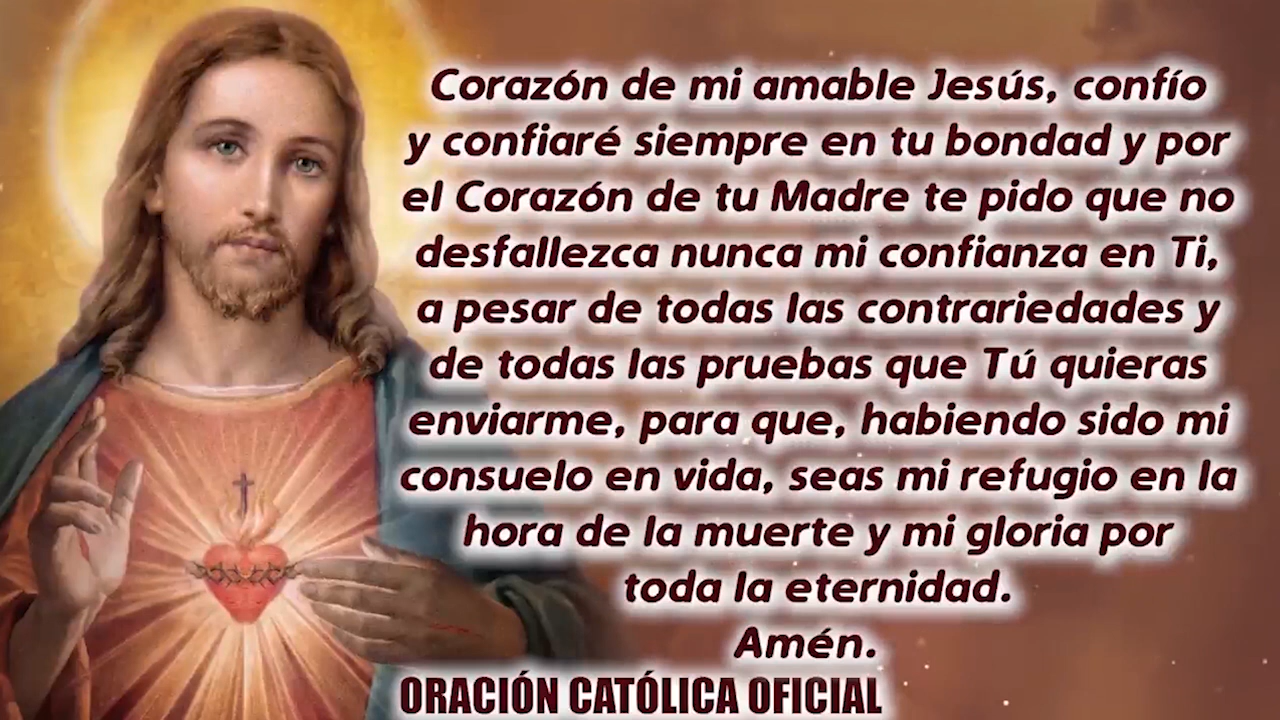 Corazón de mi amable Jesús, confío
y confiaré siempre en tu bondad y por
el Corazón de tu Madre te pido que no
desfallezca nunca mi confianza en Ti,
a pesar de todas las contrariedades y
de todas las pruebas que Tú quieras
enviarme, para que, habiendo sido mi
consuelo en vida, seas mi refugio en la
hora de la muerte y mi gloria por
toda la eternidad.
Amén.
ORACIÓN CATÓLICA OFICIAL